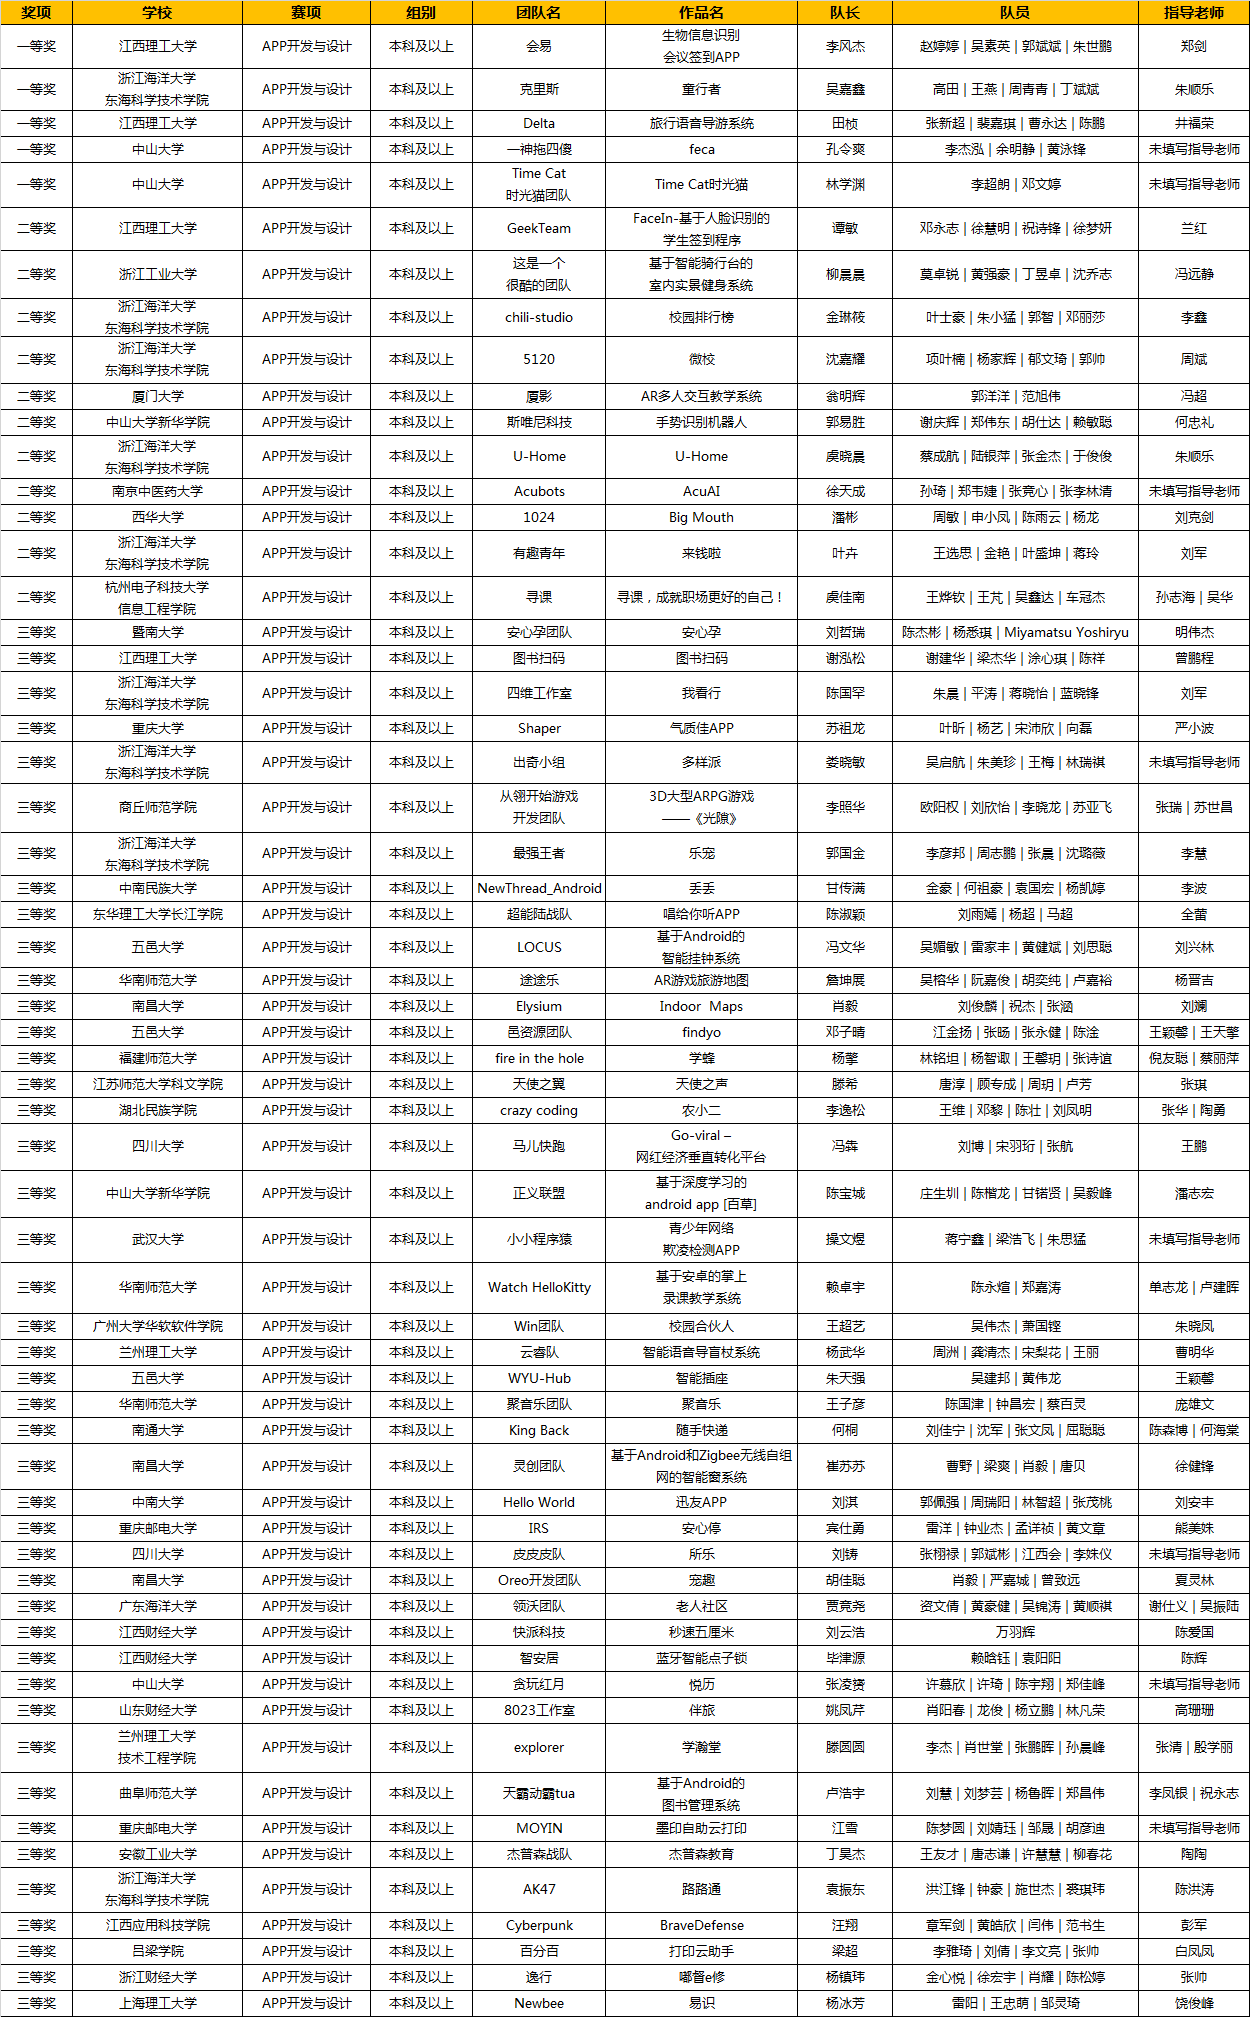 奖项 学校 赛项 组别 团队名 作品名 队长 队员 指导老师
一等奖 江西理工大学 APP开发与设计 本科及以上 会易 生物信息识别 会议签到APP 李风杰 赵婷婷 | 吴素英 | 郭斌斌 | 朱世鹏 郑剑
一等奖 浙江海洋大学 东海科学技术学院 APP开发与设计 本科及以上 克里斯 童行者 吴嘉鑫 高田 | 王燕 | 周青青 | 丁斌斌 朱顺乐
一等奖 江西理工大学 APP开发与设计 本科及以上 Delta 旅行语音导游系统 田桢 张新超 | 裴嘉琪 | 曹永达 | 陈鹏 井福荣
一等奖 中山大学 APP开发与设计 本科及以上 一神拖四傻 feca 孔令爽 李杰泓 | 余明静 | 黄泳锋 未填写指导老师
一等奖 中山大学 APP开发与设计 本科及以上 Time Cat 时光猫团队 Time Cat时光猫 林学渊 李超朗 | 邓文婷 未填写指导老师
二等奖 江西理工大学 APP开发与设计 本科及以上 GeekTeam FaceIn-基于人脸识别的 学生签到程序 谭敏 邓永志 | 徐慧明 | 祝诗锋 | 徐梦妍 兰红
二等奖 浙江工业大学 APP开发与设计 本科及以上 这是一个 很酷的团队 基于智能骑行台的 室内实景健身系统 柳晨晨 莫卓锐 | 黄强豪 | 丁昱卓 | 沈乔志 冯远静
二等奖 浙江海洋大学 东海科学技术学院 APP开发与设计 本科及以上 chili-studio 校园排行榜 金琳筱 叶士豪 | 朱小猛 | 郭智 | 邓丽莎 李鑫
二等奖 浙江海洋大学 东海科学技术学院 APP开发与设计 本科及以上 5120 微校 沈嘉耀 项叶楠 | 杨家辉 | 郁文琦 | 郭帅 周斌
二等奖 厦门大学 APP开发与设计 本科及以上 厦影 AR多人交互教学系统 翁明辉 郭洋洋 | 范旭伟 冯超
二等奖 中山大学新华学院 APP开发与设计 本科及以上 斯唯尼科技 手势识别机器人 郭易胜 谢庆辉 | 郑伟东 | 胡仕达 | 赖敏聪 何忠礼
二等奖 浙江海洋大学 东海科学技术学院 APP开发与设计 本科及以上 U-Home U-Home 虞晓晨 蔡成航 | 陆银萍 | 张金杰 | 于俊俊 朱顺乐
二等奖 南京中医药大学 APP开发与设计 本科及以上 Acubots AcuAI 徐天成 孙琦 | 郑韦婕 | 张竞心 | 张李林清 未填写指导老师
二等奖 西华大学 APP开发与设计 本科及以上 1024 Big Mouth 潘彬 周敏 | 申小凤 | 陈雨云 | 杨龙 刘克剑
二等奖 浙江海洋大学 东海科学技术学院 APP开发与设计 本科及以上 有趣青年 来钱啦 叶卉 王选思 | 金艳 | 叶盛坤 | 蒋玲 刘军
二等奖 杭州电子科技大学 信息工程学院 APP开发与设计 本科及以上 寻课 寻课，成就职场更好的自己！ 虞佳南 王烨钦 | 王芃 | 吴鑫达 | 车冠杰 孙志海 | 吴华
三等奖 暨南大学 APP开发与设计 本科及以上 安心孕团队 安心孕 刘哲瑞 陈杰彬 | 杨悉琪 | Miyamatsu Yoshiryu 明伟杰
三等奖 江西理工大学 APP开发与设计 本科及以上 图书扫码 图书扫码 谢泓松 谢建华 | 梁杰华 | 涂心琪 | 陈祥 曾鹏程
三等奖 浙江海洋大学 东海科学技术学院 APP开发与设计 本科及以上 四维工作室 我看行 陈国罕 朱晨 | 平涛 | 蒋晓怡 | 蓝晓锋 刘军
三等奖 重庆大学 APP开发与设计 本科及以上 Shaper 气质佳APP 苏祖龙 叶昕 | 杨艺 | 宋沛欣 | 向磊 严小波
三等奖 浙江海洋大学 东海科学技术学院 APP开发与设计 本科及以上 出奇小组 多样派 娄晓敏 吴启航 | 朱美珍 | 王梅 | 林瑞祺 未填写指导老师
三等奖 商丘师范学院 APP开发与设计 本科及以上 从翎开始游戏 开发团队 3D大型ARPG游戏 ——《光隙》 李照华 欧阳权 | 刘欣怡 | 李晓龙 | 苏亚飞 张瑞 | 苏世昌
三等奖 浙江海洋大学 东海科学技术学院 APP开发与设计 本科及以上 最强王者 乐宠 郭国金 李彦邦 | 周志鹏 | 张晨 | 沈璐薇 李慧
三等奖 中南民族大学 APP开发与设计 本科及以上 NewThread_Android 丢丢 甘传满 金豪 | 何祖豪 | 袁国宏 | 杨凯婷 李波
三等奖 东华理工大学长江学院 APP开发与设计 本科及以上 超能陆战队 唱给你听APP 陈淑颖 刘雨嫣 | 杨超 | 马超 全蕾
三等奖 五邑大学 APP开发与设计 本科及以上 LOCUS 基于Android的 智能挂钟系统 冯文华 吴媚敏 | 雷家丰 | 黄健斌 | 刘思聪 刘兴林
三等奖 华南师范大学 APP开发与设计 本科及以上 途途乐 AR游戏旅游地图 詹坤展 吴榕华 | 阮嘉俊 | 胡奕纯 | 卢嘉裕 杨晋吉
三等奖 南昌大学 APP开发与设计 本科及以上 Elysium Indoor Maps 肖毅 刘俊麟 | 祝杰 | 张涵 刘斓
三等奖 五邑大学 APP开发与设计 本科及以上 邑资源团队 findyo 邓子晴 江金扬 | 张旸 | 张永健 | 陈淦 王颖馨 | 王天擎
三等奖 福建师范大学 APP开发与设计 本科及以上 fire in the hole 学蜂 杨擎 林铭坦 | 杨智诹 | 王馨玥 | 张诗谊 倪友聪 | 蔡丽萍
三等奖 江苏师范大学科文学院 APP开发与设计 本科及以上 天使之翼 天使之声 滕希 唐淳 | 顾专成 | 周玥 | 卢芳 张琪
三等奖 湖北民族学院 APP开发与设计 本科及以上 crazy coding 农小二 李逸松 王维 | 邓黎 | 陈壮 | 刘凤明 张华 | 陶勇
三等奖 四川大学 APP开发与设计 本科及以上 马儿快跑 Go-viral – 网红经济垂直转化平台 冯犇 刘博 | 宋羽珩 | 张航 王鹏
三等奖 中山大学新华学院 APP开发与设计 本科及以上 正义联盟 基于深度学习的 android app [百草] 陈宝城 庄生圳 | 陈楷龙 | 甘锘贤 | 吴毅峰 潘志宏
三等奖 武汉大学 APP开发与设计 本科及以上 小小程序猿 青少年网络 欺凌检测APP 操文煜 蒋宁鑫 | 梁浩飞 | 朱思猛 未填写指导老师
三等奖 华南师范大学 APP开发与设计 本科及以上 Watch HelloKitty 基于安卓的掌上 录课教学系统 赖卓宇 陈永煊 | 郑嘉涛 单志龙 | 卢建晖
三等奖 广州大学华软软件学院 APP开发与设计 本科及以上 Win团队 校园合伙人 王超艺 吴伟杰 | 萧国铿 朱晓凤
三等奖 兰州理工大学 APP开发与设计 本科及以上 云睿队 智能语音导盲杖系统 杨武华 周洲 | 龚清杰 | 宋梨花 | 王丽 曹明华
三等奖 五邑大学 APP开发与设计 本科及以上 WYU-Hub 智能插座 朱天强 吴建邦 | 黄伟龙 王颖馨
三等奖 华南师范大学 APP开发与设计 本科及以上 聚音乐团队 聚音乐 王子彦 陈国津 | 钟昌宏 | 蔡百灵 庞雄文
三等奖 南通大学 APP开发与设计 本科及以上 King Back 随手快递 何桐 刘佳宁 | 沈军 | 张文凤 | 屈聪聪 陈森博 | 何海棠
三等奖 南昌大学 APP开发与设计 本科及以上 灵创团队 基于Android和Zigbee无线自组 网的智能窗系统 崔苏苏 曹野 | 梁爽 | 肖毅 | 唐贝 徐健锋
三等奖 中南大学 APP开发与设计 本科及以上 Hello World 迅友APP 刘淇 郭佩强 | 周瑞阳 | 林智超 | 张茂桃 刘安丰
三等奖 重庆邮电大学 APP开发与设计 本科及以上 IRS 安心停 宾仕勇 雷洋 | 钟业杰 | 孟详祯 | 黄文章 熊美姝
三等奖 四川大学 APP开发与设计 本科及以上 皮皮皮队 所乐 刘铸 张栩禄 | 郭斌彬 | 江西会 | 李姝仪 未填写指导老师
三等奖 南昌大学 APP开发与设计 本科及以上 Oreo开发团队 宠趣 胡佳聪 肖毅 | 严嘉城 | 曾致远 夏灵林
三等奖 广东海洋大学 APP开发与设计 本科及以上 领沃团队 老人社区 贾竞尧 资文倩 | 黄豪健 | 吴锦涛 | 黄顺祺 谢仕义 | 吴振陆
三等奖 江西财经大学 APP开发与设计 本科及以上 快派科技 秒速五厘米 刘云浩 万羽辉 陈爱国
三等奖 江西财经大学 APP开发与设计 本科及以上 智安居 蓝牙智能点子锁 毕津源 赖晗钰 | 袁阳阳 陈辉
三等奖 中山大学 APP开发与设计 本科及以上 贪玩红月 悦历 张凌赟 许慕欣 | 许琦 | 陈宇翔 | 郑佳峰 未填写指导老师
三等奖 山东财经大学 APP开发与设计 本科及以上 8023工作室 伴旅 姚凤芹 肖阳春 | 龙俊 | 杨立鹏 | 林凡荣 高珊珊
三等奖 兰州理工大学 技术工程学院 APP开发与设计 本科及以上 explorer 学瀚堂 滕圆圆 李杰 | 肖世堂 | 张鹏晖 | 孙晨峰 张清 | 殷学丽
三等奖 曲阜师范大学 APP开发与设计 本科及以上 天霸动霸tua 基于Android的 图书管理系统 卢浩宇 刘慧 | 刘梦芸 | 杨鲁晖 | 郑昌伟 李凤银 | 祝永志
三等奖 重庆邮电大学 APP开发与设计 本科及以上 MOYIN 墨印自助云打印 江雪 陈梦圆 | 刘婧珏 | 邹晟 | 胡彦迪 未填写指导老师
三等奖 安徽工业大学 APP开发与设计 本科及以上 杰普森战队 杰普森教育 丁昊杰 王友才 | 唐志谦 | 许慧慧 | 柳春花 陶陶
三等奖 浙江海洋大学 东海科学技术学院 APP开发与设计 本科及以上 AK47 路路通 袁振东 洪江锋 | 钟豪 | 施世杰 | 裘琪玮 陈洪涛
三等奖 江西应用科技学院 APP开发与设计 本科及以上 Cyberpunk BraveDefense 汪翔 章军剑 | 黄皓欣 | 闫伟 | 范书生 彭军
三等奖 吕梁学院 APP开发与设计 本科及以上 百分百 打印云助手 梁超 李雅琦 | 刘倩 | 李文亮 | 张帅 白凤凤
三等奖 浙江财经大学 APP开发与设计 本科及以上 逸行 嘟督e修 杨镇玮 金心悦 | 徐宏宇 | 肖耀 | 陈松婷 张帅
三等奖 上海理工大学 APP开发与设计 本科及以上 Newbee 易识 杨冰芳 雷阳 | 王忠萌 | 邹灵琦 饶俊峰